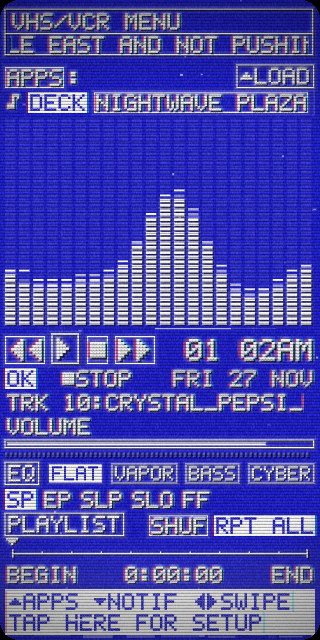 VHS/VCR MENU
LE EAST AND NOT PUSHIN
APPS: LOAD
DECK NIGHTWAVE PLAZA
01 02AM
OK STOP FRI 27 NOV
TRK 10:CRYSTAL_PEPSI_
VOLUME
EQ FLAT VAPOR BASS CYBER
SP EP SLP SLO FF
PLAYLIST SHUF RPT ALL
BEGIN 0:00:00 END
APPS NOTIF SWIPE
TAP HERE FOR SETUP